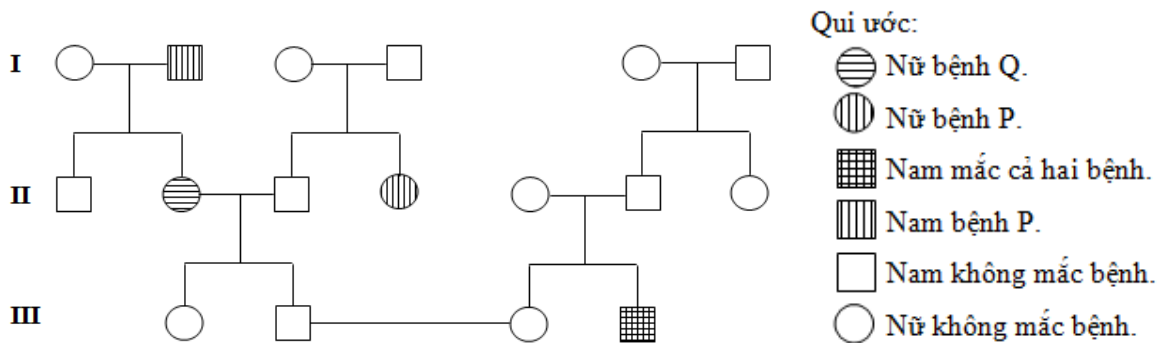 Qui ước:
I
Nữ bệnh Q.
Nữ bệnh P.
Nam mắc cả hai bệnh.
II
Nam bệnh P.
Nam không mắc bệnh.
III
Nữ không mắc bệnh.